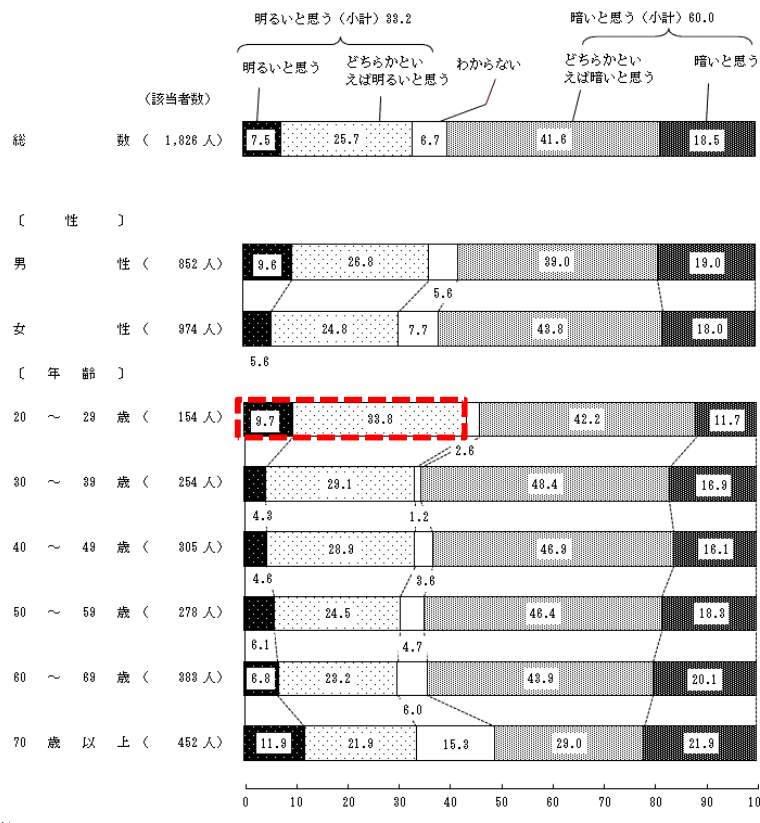 明るいと思う（小計）33.2 暗いと思う（小計）60.0
明るいと思う どちらかとい
えば明るいと思う わからない どちらかとい
えば暗いと思う 暗いと思う
（該当者数）
総 数（ 1,826 人） 7.5 25.7 6.7 41.6 18.5
〔 性 〕
男 性（ 852 人） 9.6 26.8 39.0 19.0
5.6
女 性（ 974 人） 24.8 7.7 43.8 18.0
5.6
〔 年 齢 〕
20 ～ 29 歳（ 154 人） 9.7 33.8 42.2 11.7
2.6
30 ～ 39 歳（ 254 人） 29.1 48.4 16.9
4.3 1.2
40 ～ 49 歳（ 305 人） 28.9 46.9 16.1
4.6 3.6
50 ～ 59 歳（ 278 人） 24.5 46.4 18.3
6.1 4.7
60 ～ 69 歳（ 383 人） 6.8 23.2 43.9 20.1
6.0
70 歳 以 上（ 452 人） 11.9 21.9 15.3 29.0 21.9
0 10 20 30 40 50 60 70 80 90 10